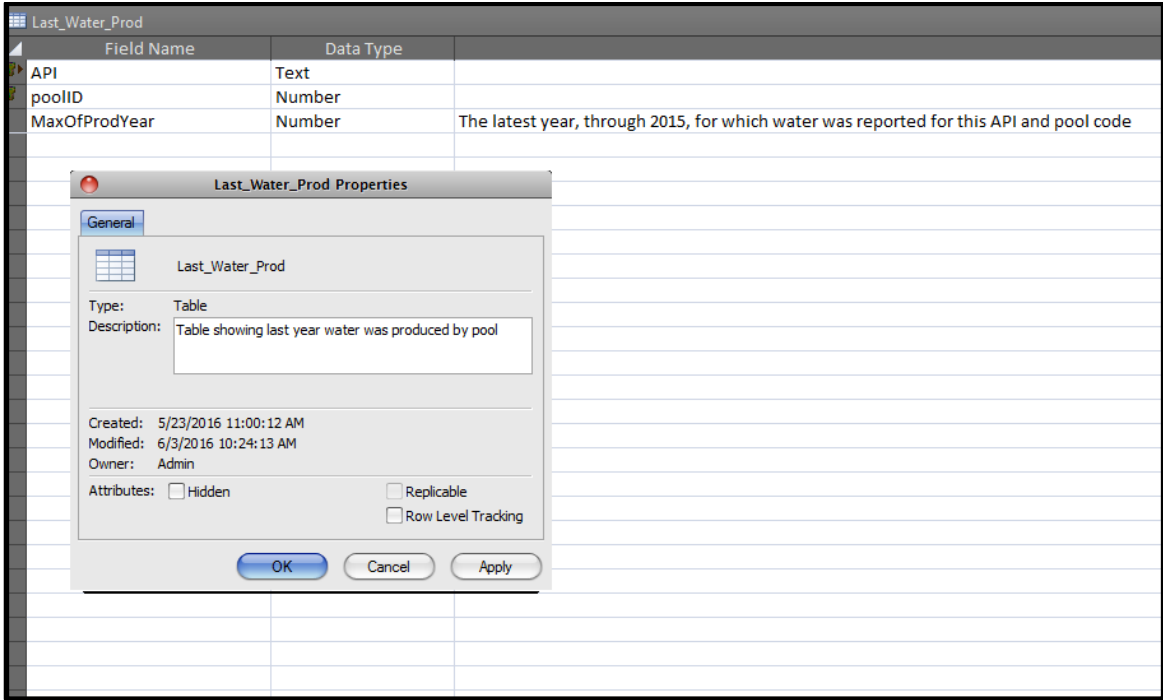 Last_Water_Prod
Field Name Data Type
API Text
poolID Number
MaxOfProdYear Number The latest year, through 2015, for which water was reported for this API and pool code
Last_Water_Prod Properties
General
Last_Water_Prod
Type: Table
Description: Table showing last year water was produced by pool
Created: 5/23/2016 11:00:12 AM
Modified: 6/3/2016 10:24:13 AM
Owner: Admin
Attributes: Hidden Replicable
Row Level Tracking
OK Cancel Apply